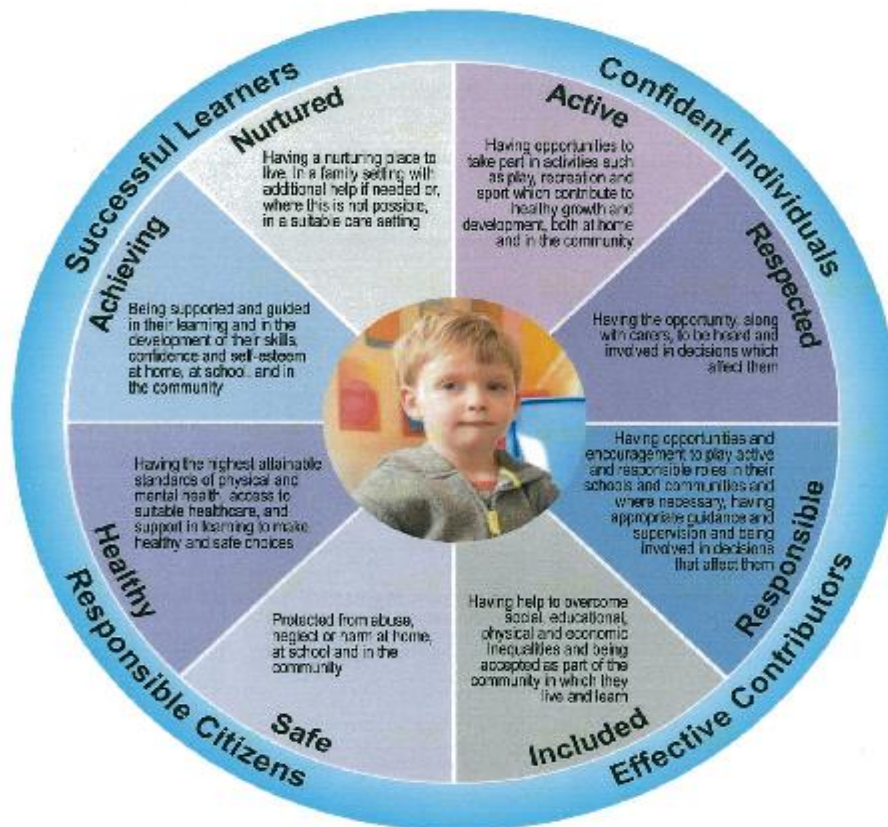 Successful Learners
Confident Individuals
Nurtured
Having a nurturing place to
live, in a family setting with
additional help if needed or,
where this is not possible,
in a suitable care setting
Active
Having opportunities to
take part in activities such
as play, recreation and
sport which contribute to
healthy growth and
development, both at home
and in the community
Achieving
Being supported and guided
in their learning and in the
development of their skills,
confidence and self-esteem
at home, at school, and in
the community
Respected
Having the opportunity, along
with carers, to be heard and
involved in decisions which
affect them
Healthy
Having the highest attainable
standards of physical and
mental health, access to
suitable healthcare, and
support in learning to make
healthy and safe choices
Responsible
Having opportunities and
encouragement to play active
and responsible roles in their
schools and communities and
where necessary, having
appropriate guidance and
supervision and being
involved in decisions
that affect them
Safe
Protected from abuse,
neglect or harm at home,
at school and in the
community
Included
Having help to overcome
social, educational,
physical and economic
inequalities and being
accepted as part of the
community in which they
live and learn
Responsible Citizens
Effective Contributors